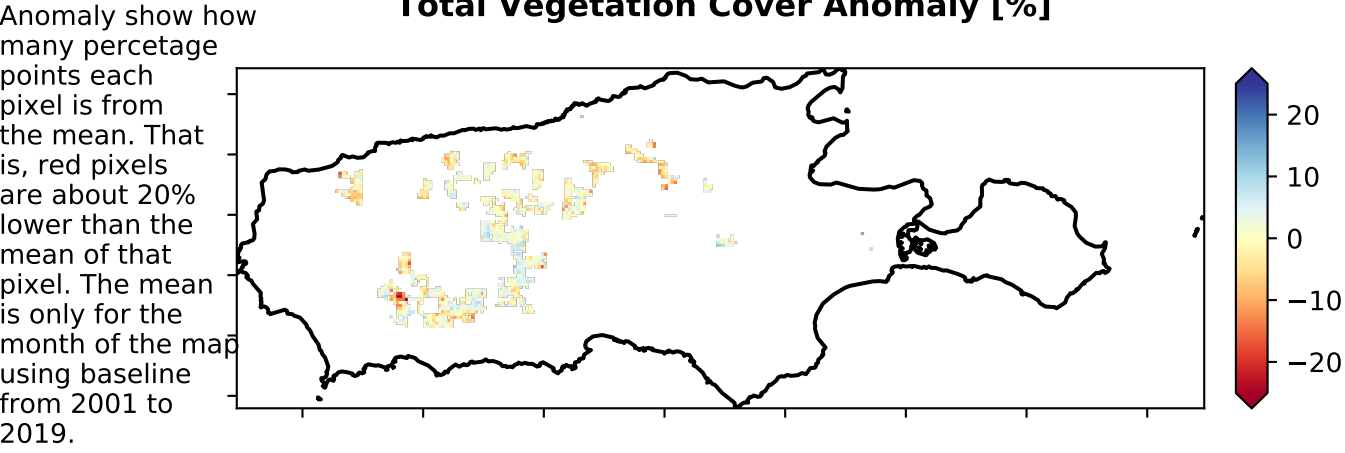 Total Vegetation Cover Anomaly [%]
Anomaly show how
many percetage
points each
pixel is from
the mean. That
is, red pixels
are about 20%
lower than the
mean of that
pixel. The mean
is only for the
month of the map
using baseline
from 2001 to
2019.
20
10
0
−10
−20